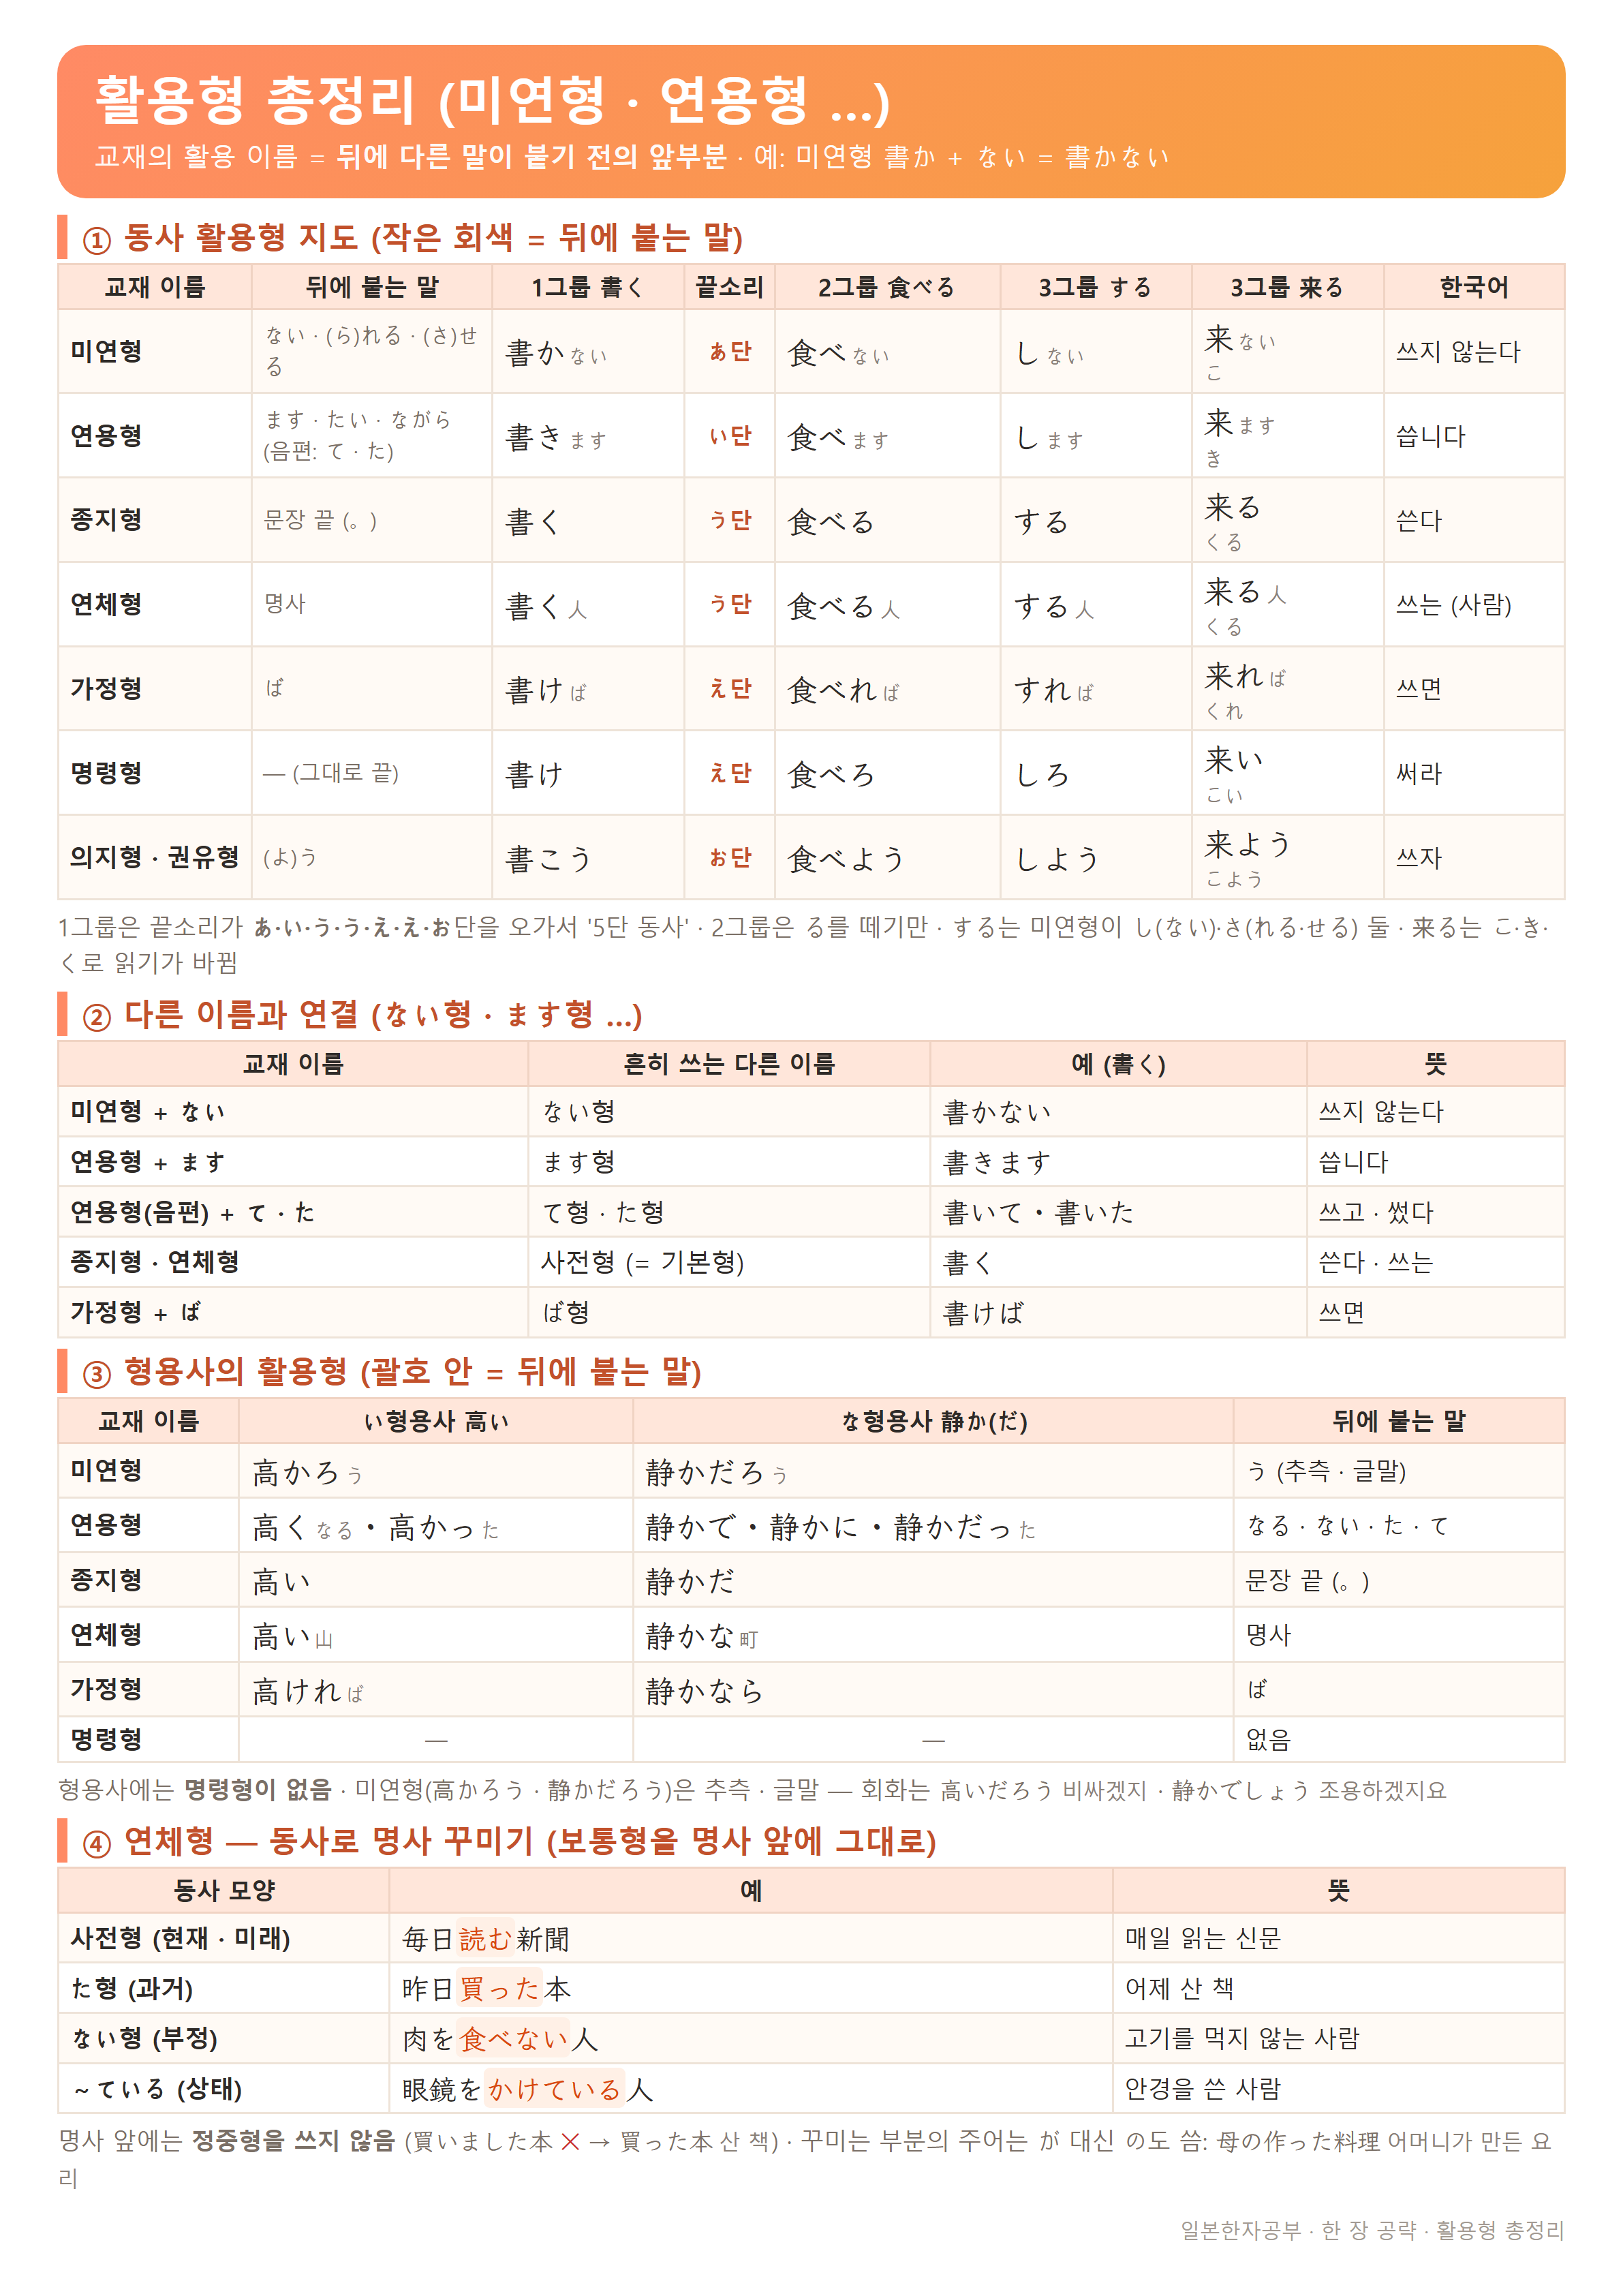 활용형 총정리 (미연형 · 연용형 …)
교재의 활용 이름 = 뒤에 다른 말이 붙기 전의 앞부분 · 예: 미연형 書か + ない = 書かない
① 동사 활용형 지도 (작은 회색 = 뒤에 붙는 말)
교재 이름 뒤에 붙는 말 1그룹 書く 끝소리 2그룹 食べる 3그룹 する 3그룹 来る 한국어
미연형 ない · (ら)れる · (さ)せる 書か ない あ단 食べ ない し ない 来 ない こ 쓰지 않는다
연용형 ます · たい · ながら (음편: て · た) 書き ます い단 食べ ます し ます 来 ます き 씁니다
종지형 문장 끝 (。) 書く う단 食べる する 来る くる 쓴다
연체형 명사 書く 人 う단 食べる 人 する 人 来る 人 くる 쓰는 (사람)
가정형 ば 書け ば え단 食べれ ば すれ ば 来れ ば くれ 쓰면
명령형 — (그대로 끝) 書け え단 食べろ しろ 来い こい 써라
의지형 · 권유형 (よ)う 書こう お단 食べよう しよう 来よう こよう 쓰자
1그룹은 끝소리가 あ·い·う·う·え·え·お단을 오가서 '5단 동사' · 2그룹은 る를 떼기만 · する는 미연형이 し(ない)·さ(れる·せる) 둘 · 来る는 こ·き·
く로 읽기가 바뀜
② 다른 이름과 연결 (ない형 · ます형 …)
교재 이름 흔히 쓰는 다른 이름 예 (書く) 뜻
미연형 + ない ない형 書かない 쓰지 않는다
연용형 + ます ます형 書きます 씁니다
연용형(음편) + て · た て형 · た형 書いて・書いた 쓰고 · 썼다
종지형 · 연체형 사전형 (= 기본형) 書く 쓴다 · 쓰는
가정형 + ば ば형 書けば 쓰면
③ 형용사의 활용형 (괄호 안 = 뒤에 붙는 말)
교재 이름 い형용사 高い な형용사 静か(だ) 뒤에 붙는 말
미연형 高かろ う 静かだろ う う (추측 · 글말)
연용형 高く なる ・高かっ た 静かで・静かに・静かだっ た なる · ない · た · て
종지형 高い 静かだ 문장 끝 (。)
연체형 高い 山 静かな 町 명사
가정형 高けれ ば 静かなら ば
명령형 — — 없음
형용사에는 명령형이 없음 · 미연형(高かろう · 静かだろう)은 추측 · 글말 — 회화는 高いだろう 비싸겠지 · 静かでしょう 조용하겠지요
④ 연체형 — 동사로 명사 꾸미기 (보통형을 명사 앞에 그대로)
동사 모양 예 뜻
사전형 (현재 · 미래) 毎日読む新聞 매일 읽는 신문
た형 (과거) 昨日買った本 어제 산 책
ない형 (부정) 肉を食べない人 고기를 먹지 않는 사람
~ている (상태) 眼鏡をかけている人 안경을 쓴 사람
명사 앞에는 정중형을 쓰지 않음 (買いました本 ✕ → 買った本 산 책) · 꾸미는 부분의 주어는 が 대신 の도 씀: 母の作った料理 어머니가 만든 요
리
일본한자공부 · 한 장 공략 · 활용형 총정리